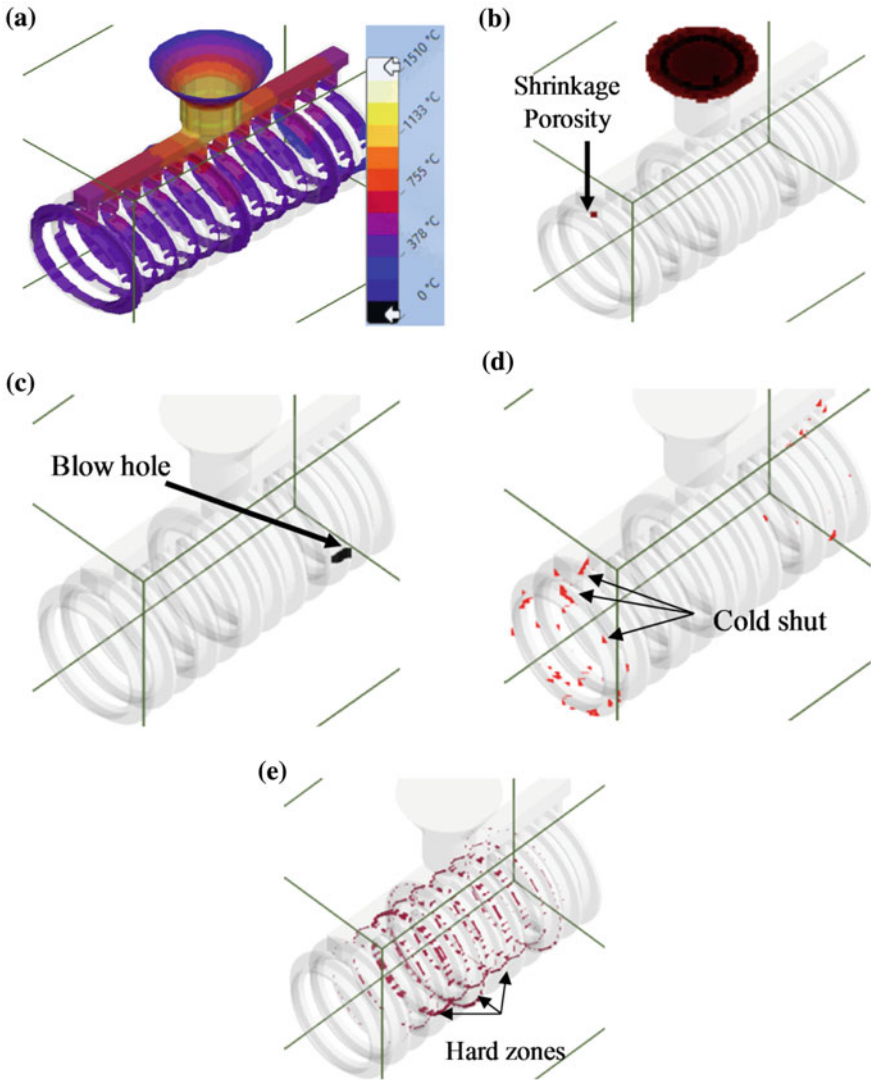 (a)
1510 °C
1133 °C
755 °C
378 °C
0 °C
(b)
Shrinkage
Porosity
(c)
Blow hole
(d)
Cold shut
(e)
Hard zones